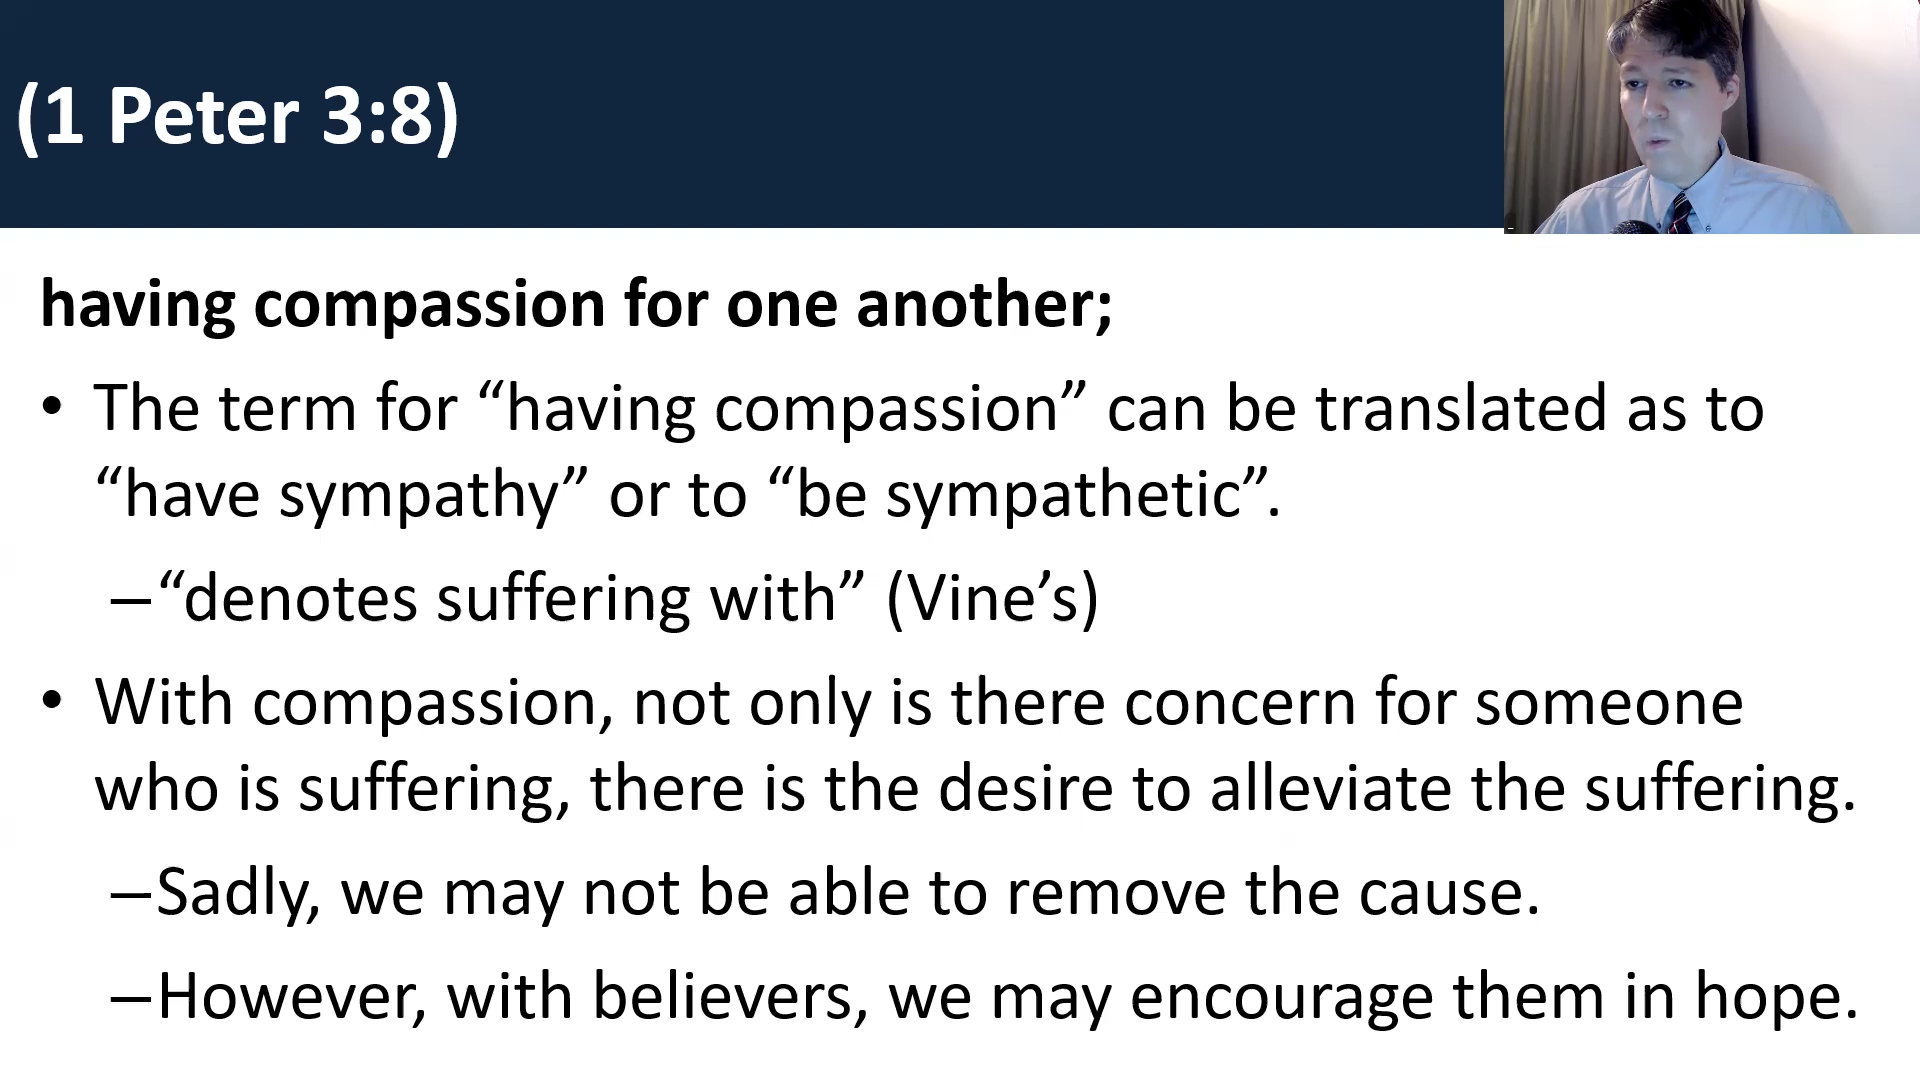 (1 Peter 3:8)
having compassion for one another;
• The term for “having compassion” can be translated as to
“have sympathy” or to “be sympathetic”.
–“denotes suffering with” (Vine’s)
• With compassion, not only is there concern for someone
who is suffering, there is the desire to alleviate the suffering.
–Sadly, we may not be able to remove the cause.
–However, with believers, we may encourage them in hope.